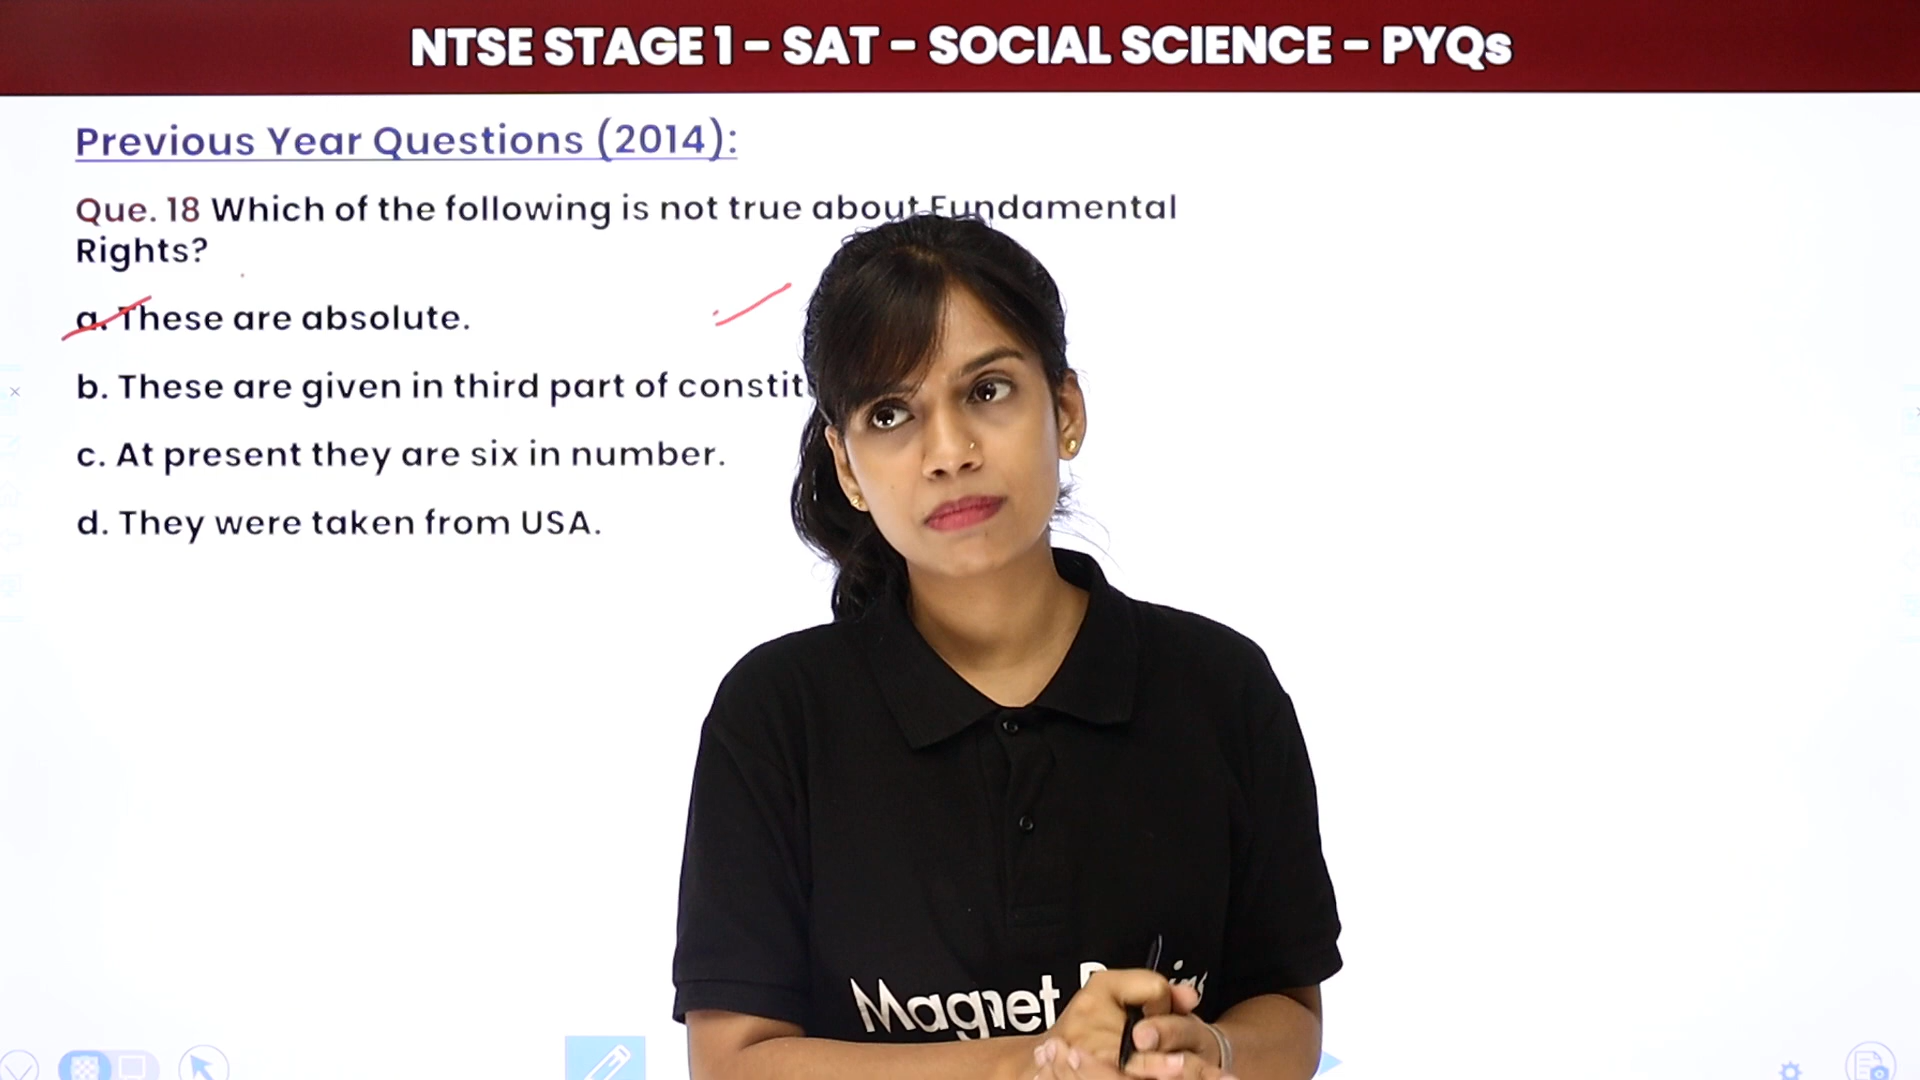 NTSE STAGE 1 – SAT – SOCIAL SCIENCE – PYQs
Previous Year Questions (2014):
Que. 18 Which of the following is not true about Fundamental
Rights?
a. These are absolute.
b. These are given in third part of
c. At present they are six in number.
d. They were taken from USA.
Magnet